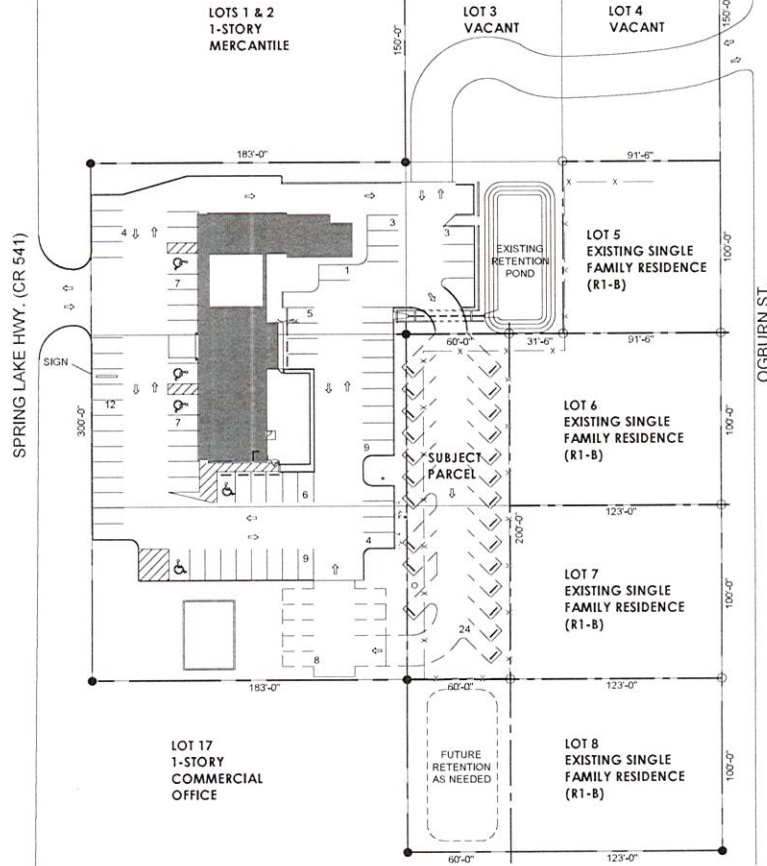 LOTS 1 & 2
1-STORY
MERCANTILE
LOT 3
VACANT
LOT 4
VACANT
150'-0"
150'-0"
183'-0"
91'-6"
SPRING LAKE HWY. (CR 541)
OGBURN ST.
4
7
3
3
1
5
EXISTING
RETENTION
POND
LOT 5
EXISTING SINGLE
FAMILY RESIDENCE
(R1-B)
100'-0"
60'-0"
31'-6"
91'-6"
SIGN
12
300'-0"
7
9
6
SUBJECT
PARCEL
LOT 6
EXISTING SINGLE
FAMILY RESIDENCE
(R1-B)
100'-0"
123'-0"
200'-0"
4
9
8
24
LOT 7
EXISTING SINGLE
FAMILY RESIDENCE
(R1-B)
100'-0"
183'-0"
60'-0"
123'-0"
LOT 17
1-STORY
COMMERCIAL
OFFICE
FUTURE
RETENTION
AS NEEDED
LOT 8
EXISTING SINGLE
FAMILY RESIDENCE
(R1-B)
100'-0"
60'-0"
123'-0"